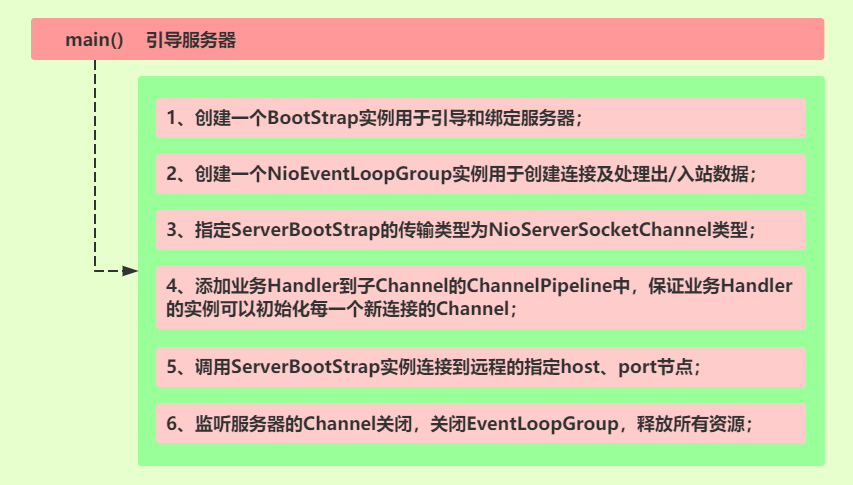 main() 引导服务器
1、创建一个BootStrap实例用于引导和绑定服务器；
2、创建一个NioEventLoopGroup实例用于创建连接及处理出/入站数据；
3、指定ServerBootStrap的传输类型为NioServerSocketChannel类型；
4、添加业务Handler到子Channel的ChannelPipeline中，保证业务Handler
的实例可以初始化每一个新连接的Channel；
5、调用ServerBootStrap实例连接到远程的指定host、port节点；
6、监听服务器的Channel关闭，关闭EventLoopGroup，释放所有资源；